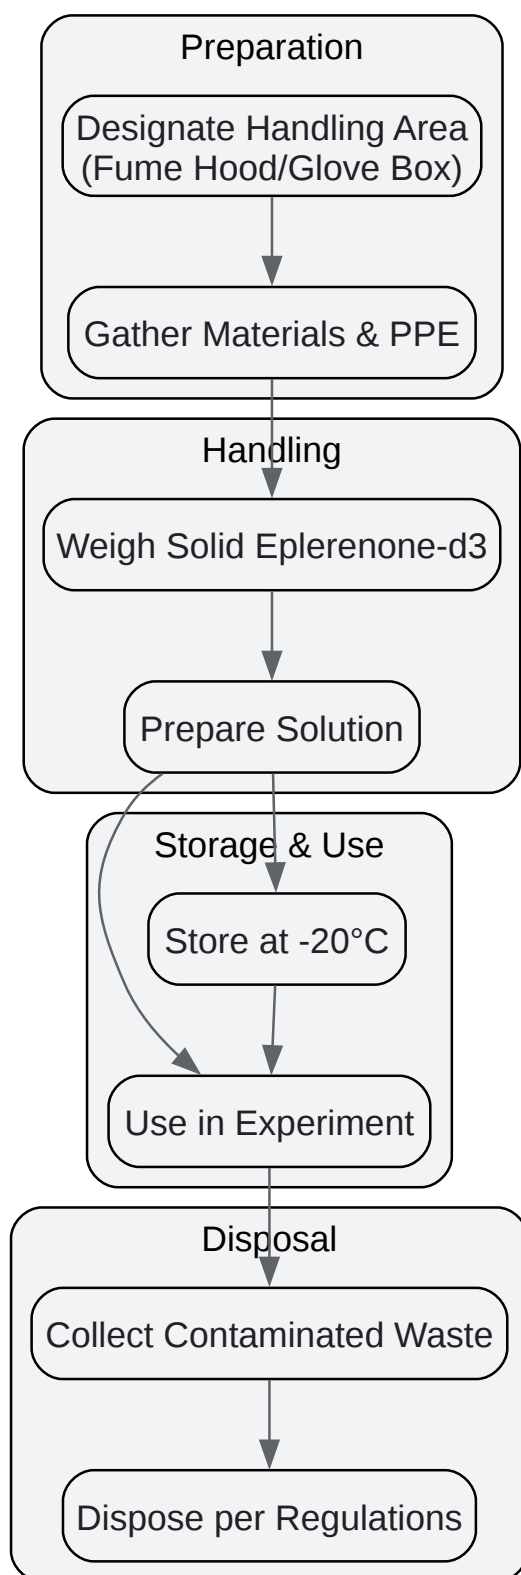 Preparation
Designate Handling Area
(Fume Hood/Glove Box)
Gather Materials & PPE
Handling
Weigh Solid Eplerenone-d3
Prepare Solution
Storage & Use
Store at -20°C
Use in Experiment
Disposal
Collect Contaminated Waste
Dispose per Regulations